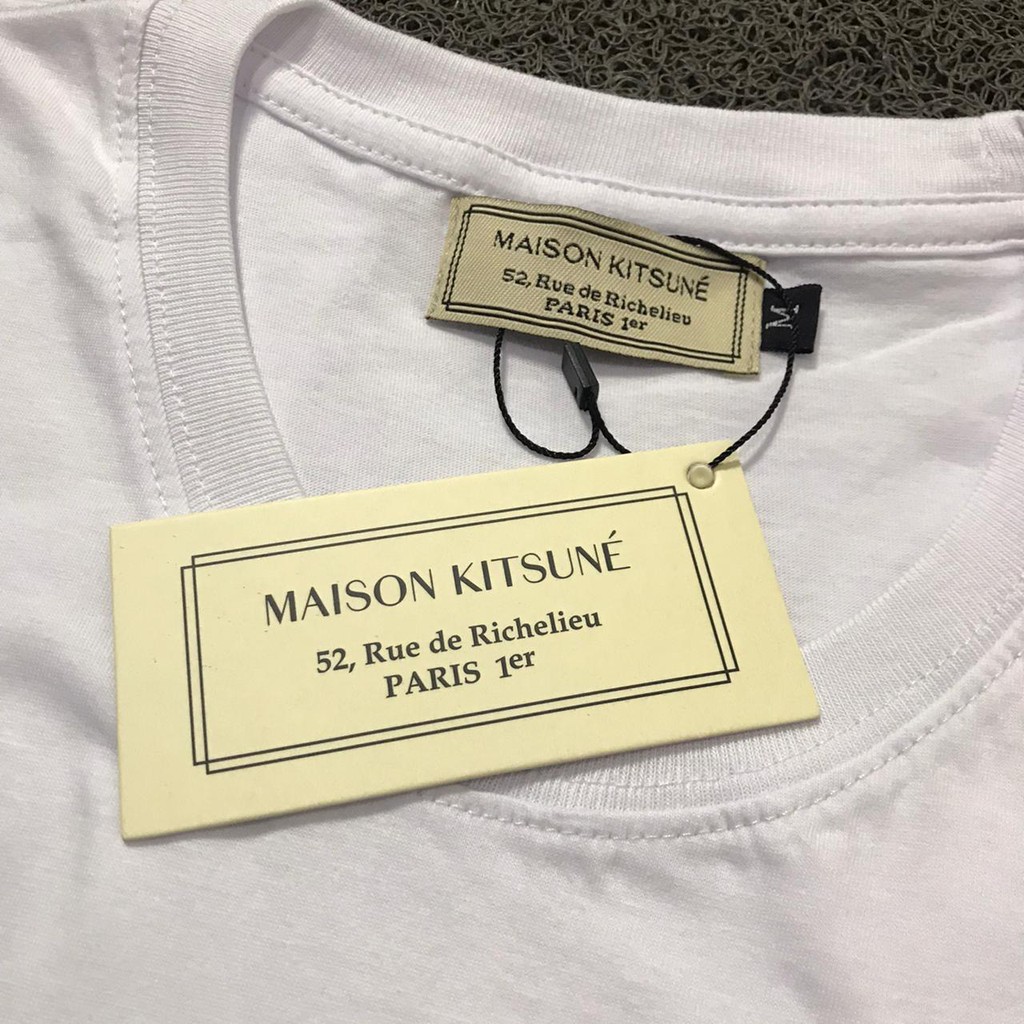 MAISON KITSUNÉ
52, Rue de Richelieu
PARIS 1er
M
MAISON KITSUNÉ
52, Rue de Richelieu
PARIS 1er